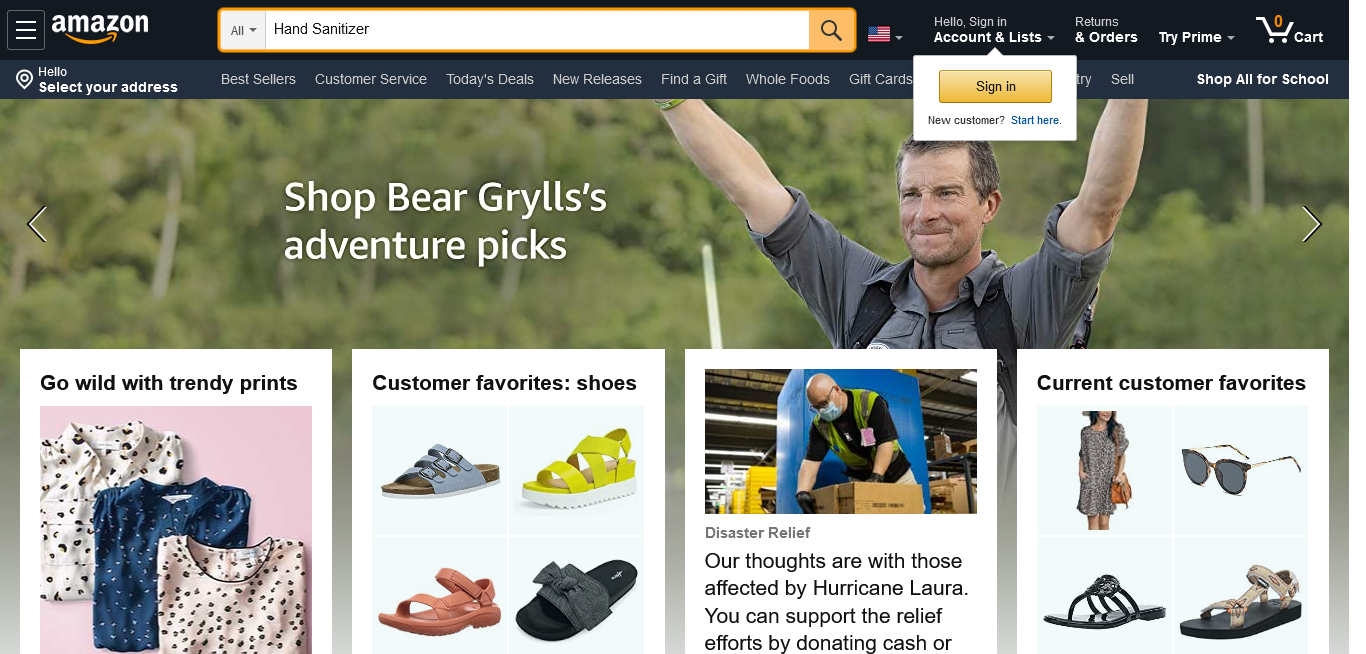 amazon
All
Hand Sanitizer
Hello, Sign in
Account & Lists
Returns
& Orders
Try Prime
0
Cart
Hello
Select your address
Best Sellers
Customer Service
Today's Deals
New Releases
Find a Gift
Whole Foods
Gift Cards
try
Sell
Shop All for School
Sign in
New customer? Start here.
Shop Bear Grylls's
adventure picks
Go wild with trendy prints
Customer favorites: shoes
Disaster Relief
Our thoughts are with those
affected by Hurricane Laura.
You can support the relief
efforts by donating cash or
Current customer favorites